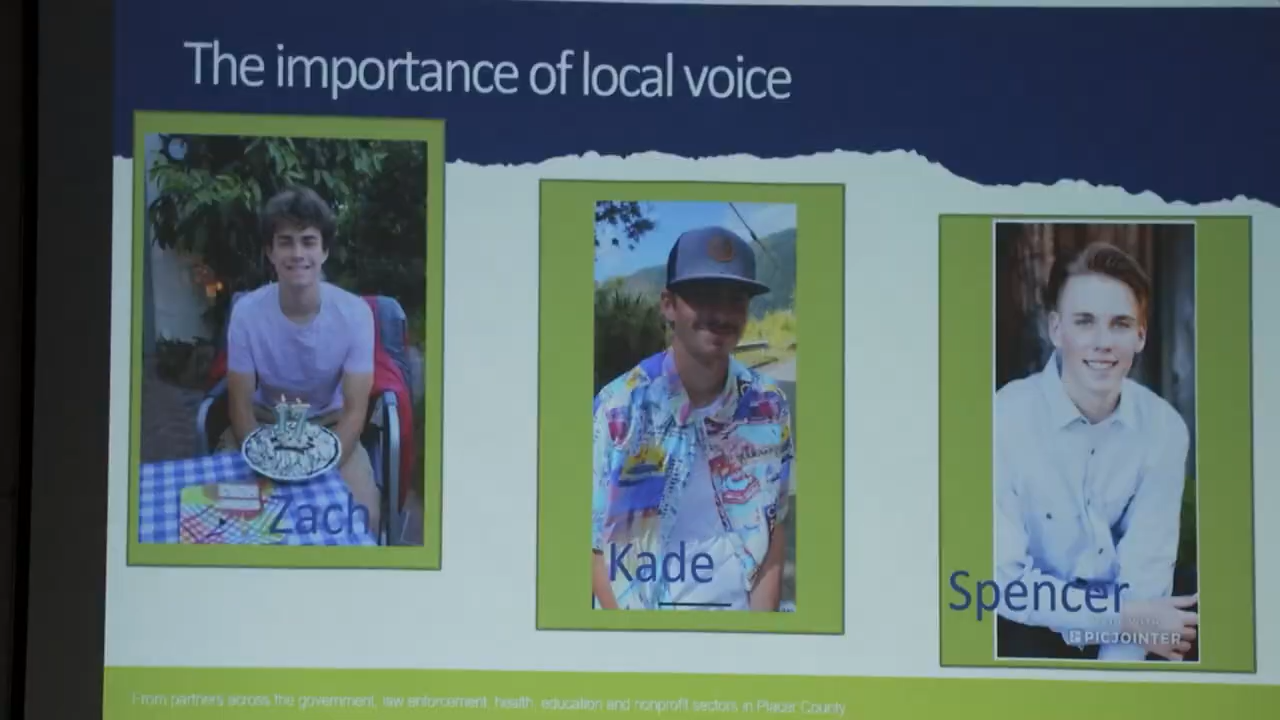 The importance of local voice
17
Zach
Kade
Spencer
PICJOINTER
From partners across the government, law enforcement, health, education and nonprofit sectors in Placer County